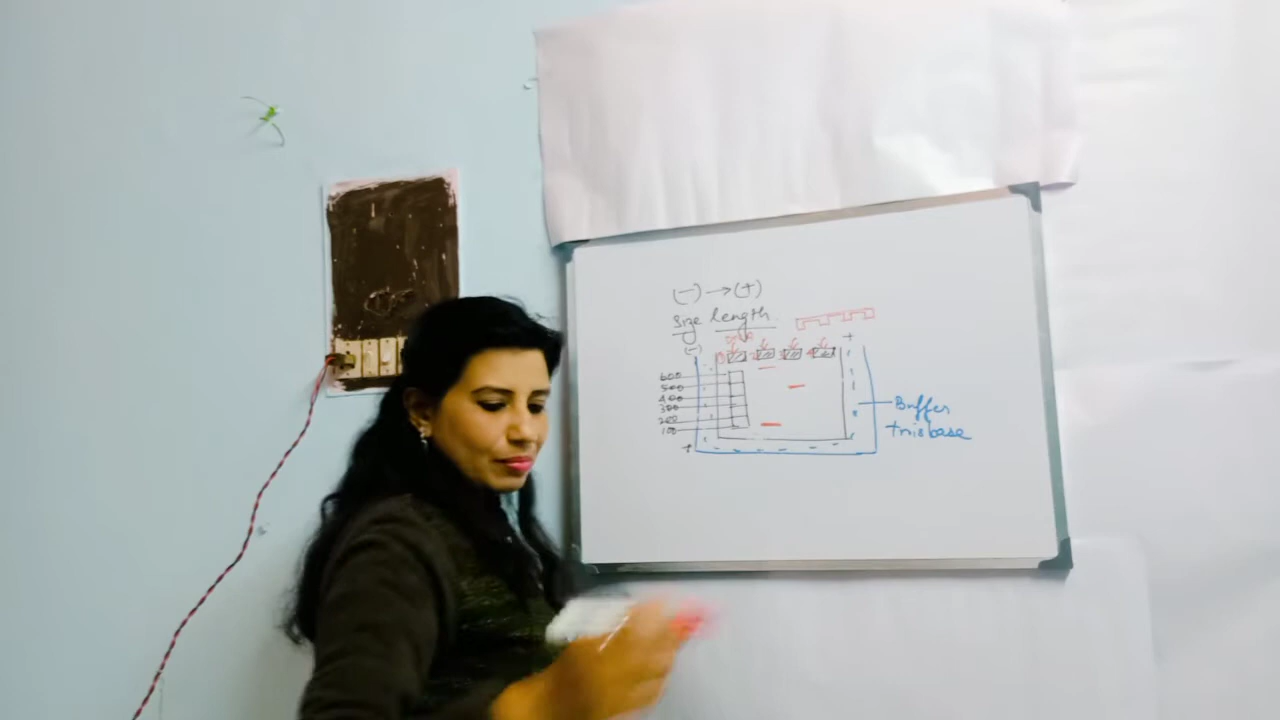 (-) → (+)
Size length
(-)
+
600
500
400
300
200
100
+
Buffer
trisbase